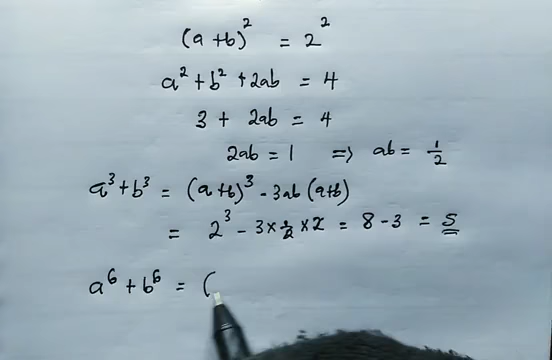 (a+b)² = 2²
a² + b² + 2ab = 4
3 + 2ab = 4
2ab = 1 => ab = 1/2
a³ + b³ = (a+b)³ - 3ab (a+b)
= 2³ - 3 × 1/2 × 2 = 8 - 3 = 5
a⁶ + b⁶ = (